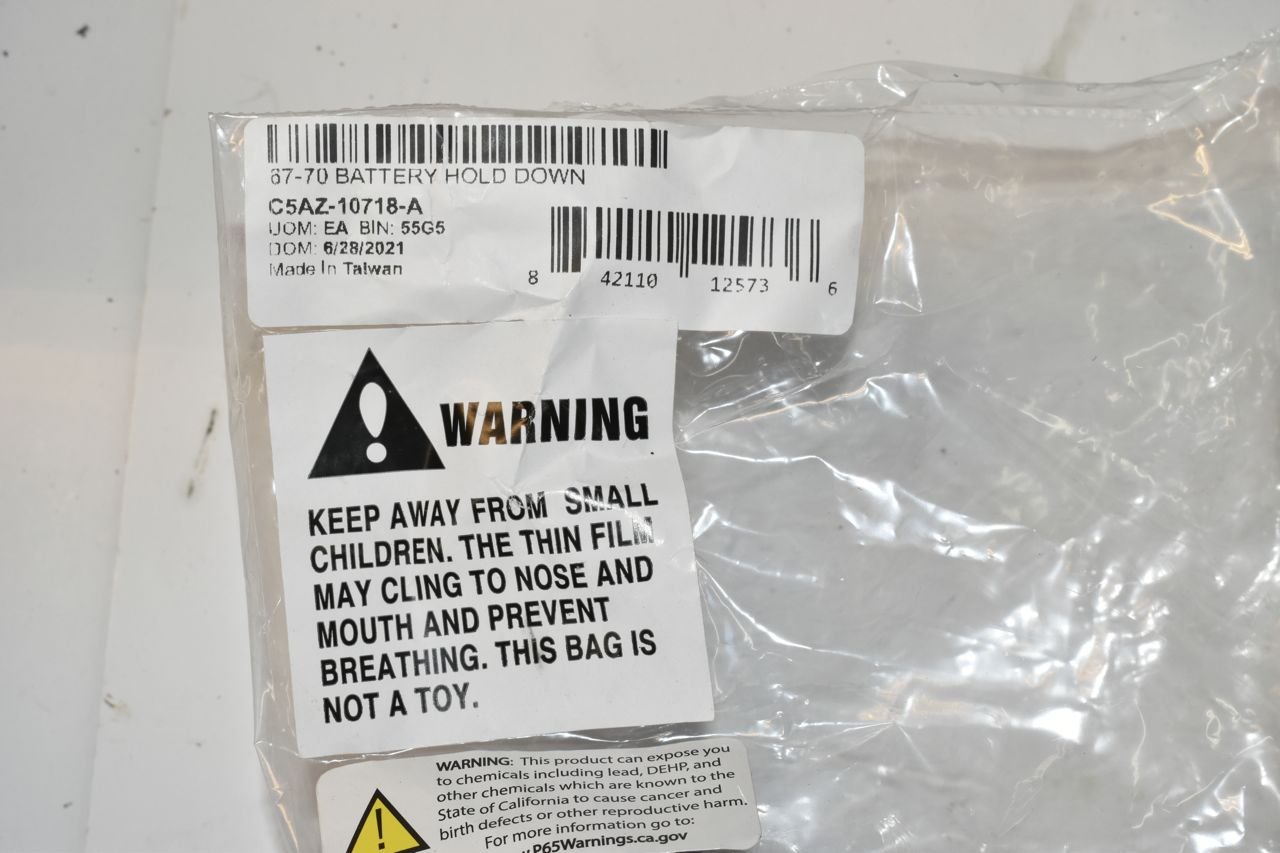 67-70 BATTERY HOLD DOWN
C5AZ-10718-A
UOM: EA BIN: 55G5
DOM: 6/28/2021
Made In Taiwan
8 42110 12573 6
WARNING
KEEP AWAY FROM SMALL
CHILDREN. THE THIN FILM
MAY CLING TO NOSE AND
MOUTH AND PREVENT
BREATHING. THIS BAG IS
NOT A TOY.
WARNING: This product can expose you
to chemicals including lead, DEHP, and
other chemicals which are known to the
State of California to cause cancer and
birth defects or other reproductive harm.
For more information go to:
.P65Warnings.ca.gov